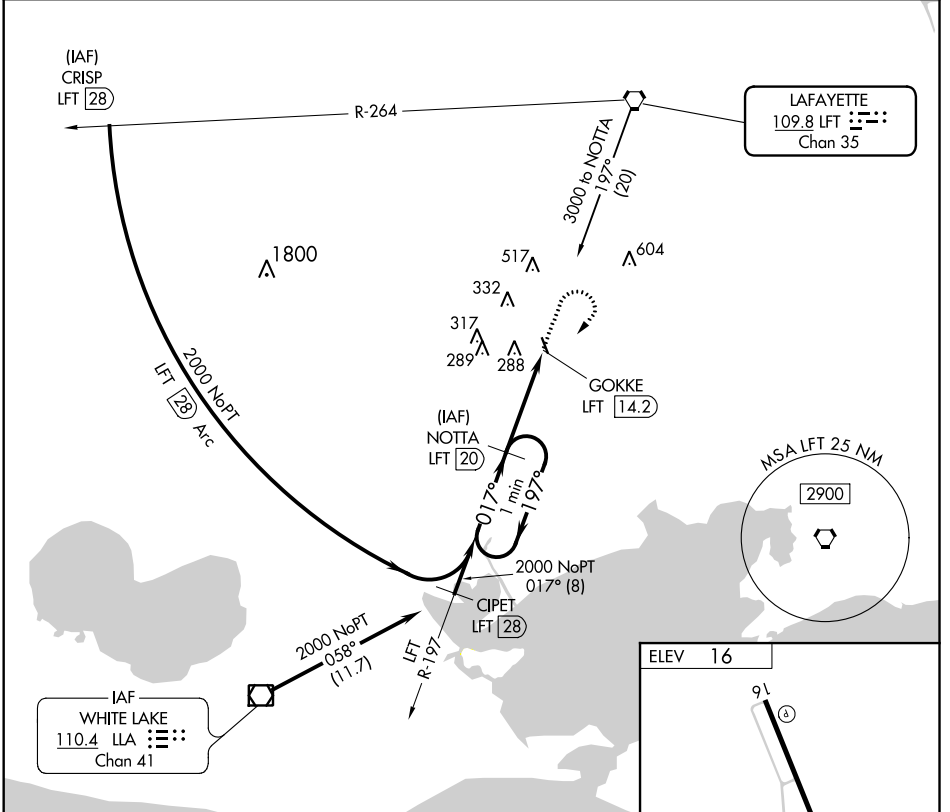 (IAF)
CRISP
LFT 28
R-264
LAFAYETTE
109.8 LFT
Chan 35
3000 to NOTTA
197°
(20)
1800
517
604
332
317
289
288
GOKKE
LFT 14.2
2000 NoPT
LFT 28 Arc
(IAF)
NOTTA
LFT 20
MSA LFT 25 NM
2900
017°
1 min
197°
2000 NoPT
017° (8)
CIPET
LFT 28
2000 NoPT
058°
(11.7)
LFT
R-197
IAF
WHITE LAKE
110.4 LLA
Chan 41
ELEV 16
16
P